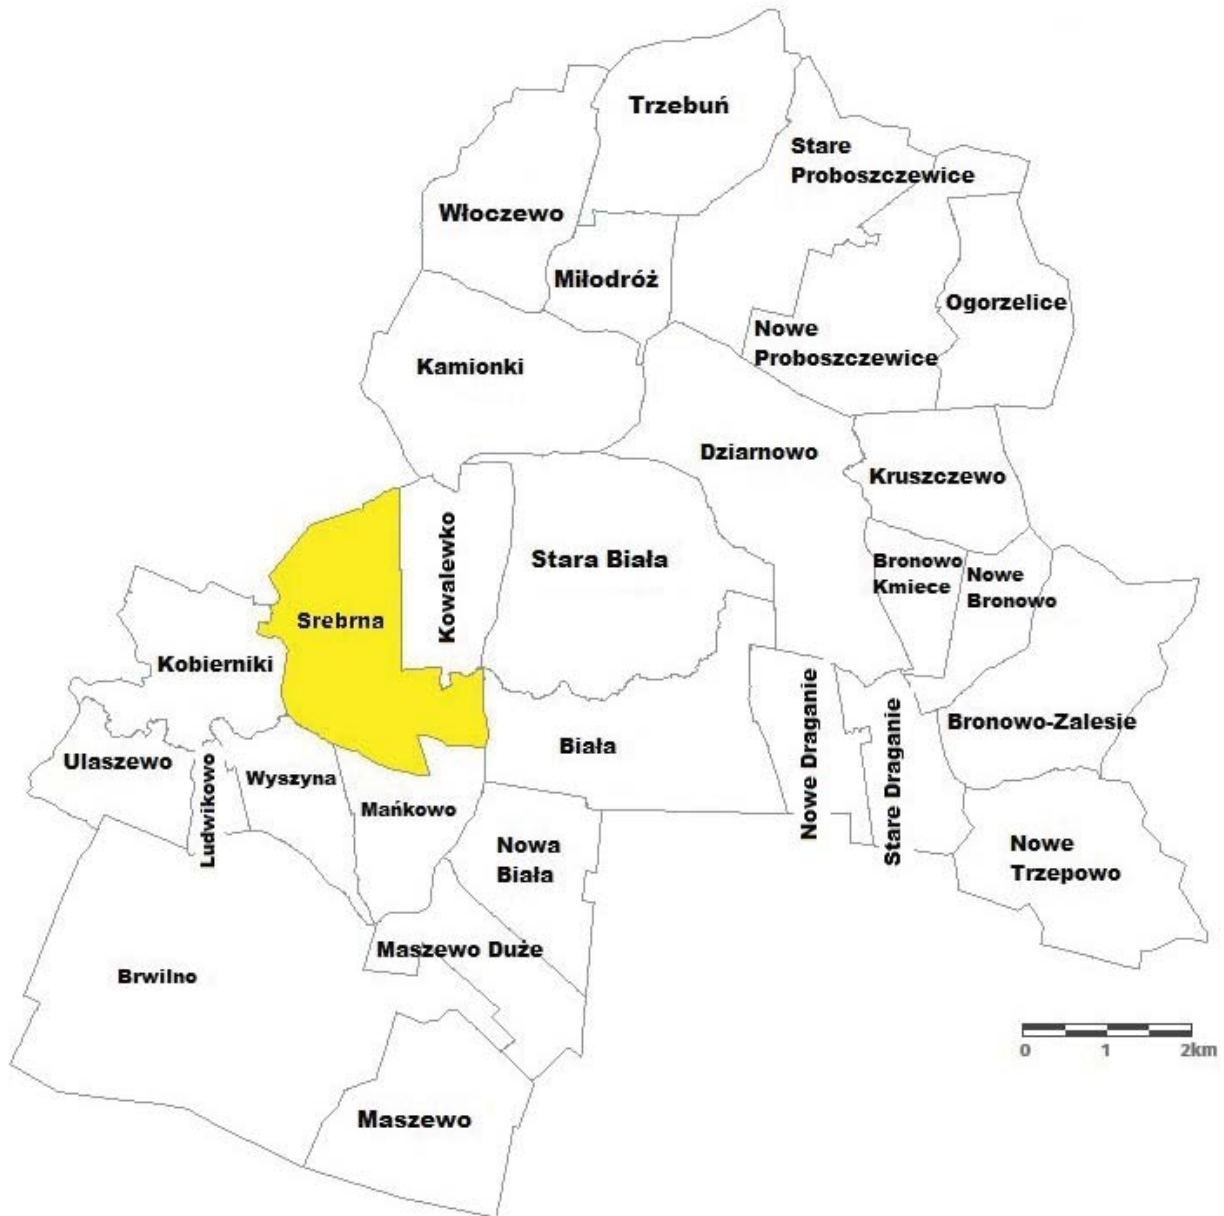 Trzebuń
Stare
Proboszczewice
Włoczewo
Miłodróż
Ogorzelice
Nowe
Proboszczewice
Kamionki
Dziarnowo
Kruszczewo
Kowalewko
Stara Biała
Bronowo
Kmiece
Nowe
Bronowo
Srebrna
Kobierniki
Nowe Draganie
Stare Draganie
Bronowo-Zalesie
Biała
Ulaszewo
Ludwikowo
Wyszyna
Mańkowo
Nowa
Biała
Nowe
Trzepowo
Maszewo Duże
Brwilno
Maszewo
0 1 2km